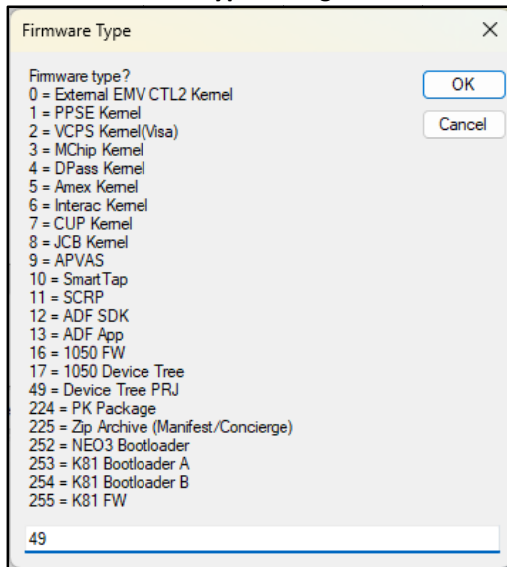 Firmware Type
Firmware type?
0 = External EMV CTL2 Kernel
1 = PPSE Kernel
2 = VCPS Kernel(Visa)
3 = MChip Kernel
4 = DPass Kernel
5 = Amex Kernel
6 = Interac Kernel
7 = CUP Kernel
8 = JCB Kernel
9 = APVAS
10 = SmartTap
11 = SCRP
12 = ADF SDK
13 = ADF App
16 = 1050 FW
17 = 1050 Device Tree
49 = Device Tree PRJ
224 = PK Package
225 = Zip Archive (Manifest/Concierge)
252 = NEO3 Bootloader
253 = K81 Bootloader A
254 = K81 Bootloader B
255 = K81 FW
OK
Cancel
49